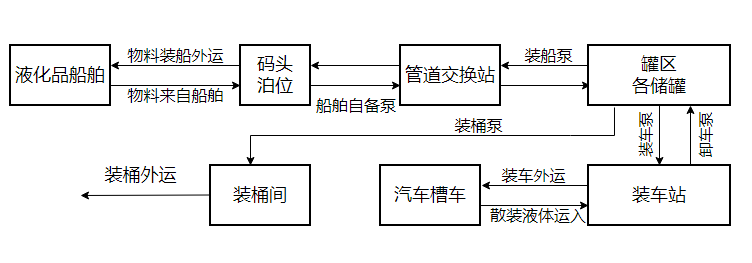 物料装船外运
装船泵
液化品船舶
码头
泊位
管道交换站
罐区
各储罐
物料来自船舶
船舶自备泵
装桶泵
装车泵
卸车泵
装桶外运
装桶间
汽车槽车
装车外运
散装液体运入
装车站